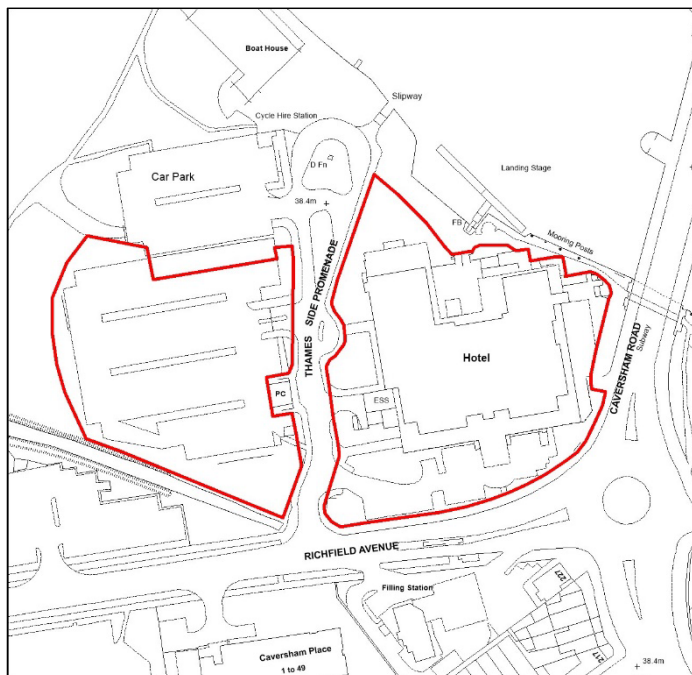 Boat House
Slipway
Cycle Hire Station
D Fn
Landing Stage
Car Park
38.4m
FB
Mooring Posts
THAMES SIDE PROMENADE
CAVERSHAM ROAD
Subway
Hotel
PC
ESS
RICHFIELD AVENUE
Filling Station
227
217
Caversham Place
1 to 49
38.4m